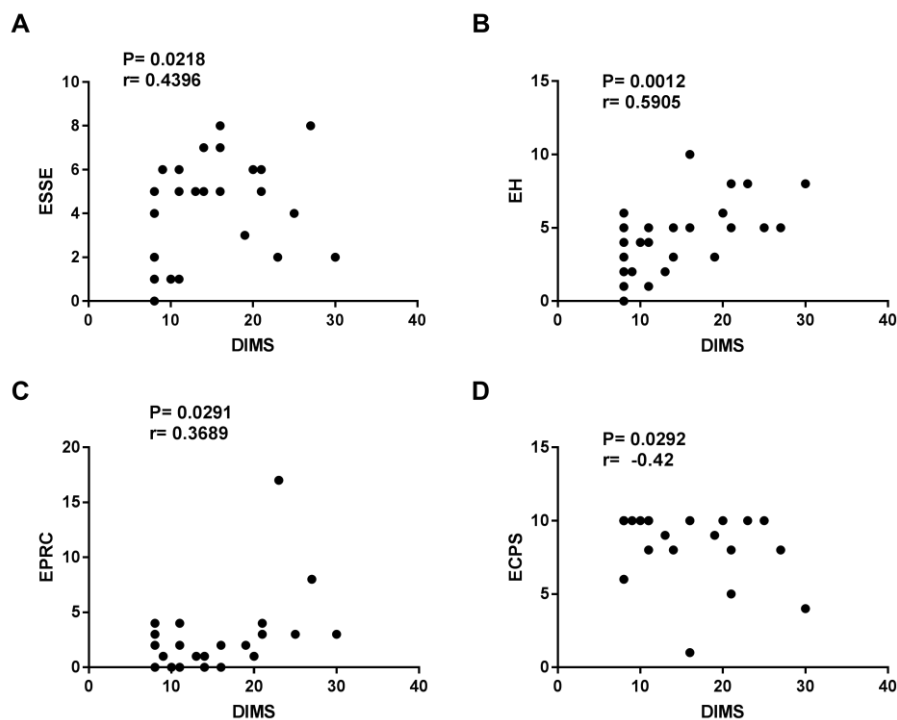 A
P= 0.0218
r= 0.4396
10
8
6
4
2
0
ESSE
0 10 20 30 40
DIMS
B
P= 0.0012
r= 0.5905
15
10
5
0
EH
0 10 20 30 40
DIMS
C
P= 0.0291
r= 0.3689
20
15
10
5
0
EPRC
0 10 20 30 40
DIMS
D
P= 0.0292
r= -0.42
15
10
5
0
ECPS
0 10 20 30 40
DIMS